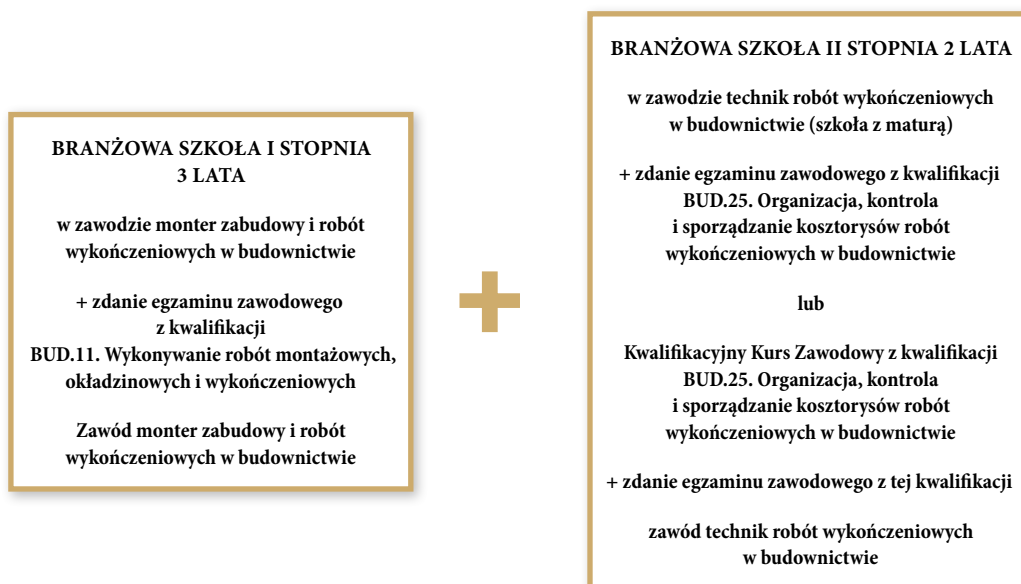 BRANŻOWA SZKOŁA I STOPNIA
3 LATA
w zawodzie monter zabudowy i robót
wykończeniowych w budownictwie
+ zdanie egzaminu zawodowego
z kwalifikacji
BUD.11. Wykonywanie robót montażowych,
okładzinowych i wykończeniowych
Zawód monter zabudowy i robót
wykończeniowych w budownictwie
+
BRANŻOWA SZKOŁA II STOPNIA 2 LATA
w zawodzie technik robót wykończeniowych
w budownictwie (szkoła z maturą)
+ zdanie egzaminu zawodowego z kwalifikacji
BUD.25. Organizacja, kontrola
i sporządzanie kosztorysów robót
wykończeniowych w budownictwie
lub
Kwalifikacyjny Kurs Zawodowy z kwalifikacji
BUD.25. Organizacja, kontrola
i sporządzanie kosztorysów robót
wykończeniowych w budownictwie
+ zdanie egzaminu zawodowego z tej kwalifikacji
zawód technik robót wykończeniowych
w budownictwie